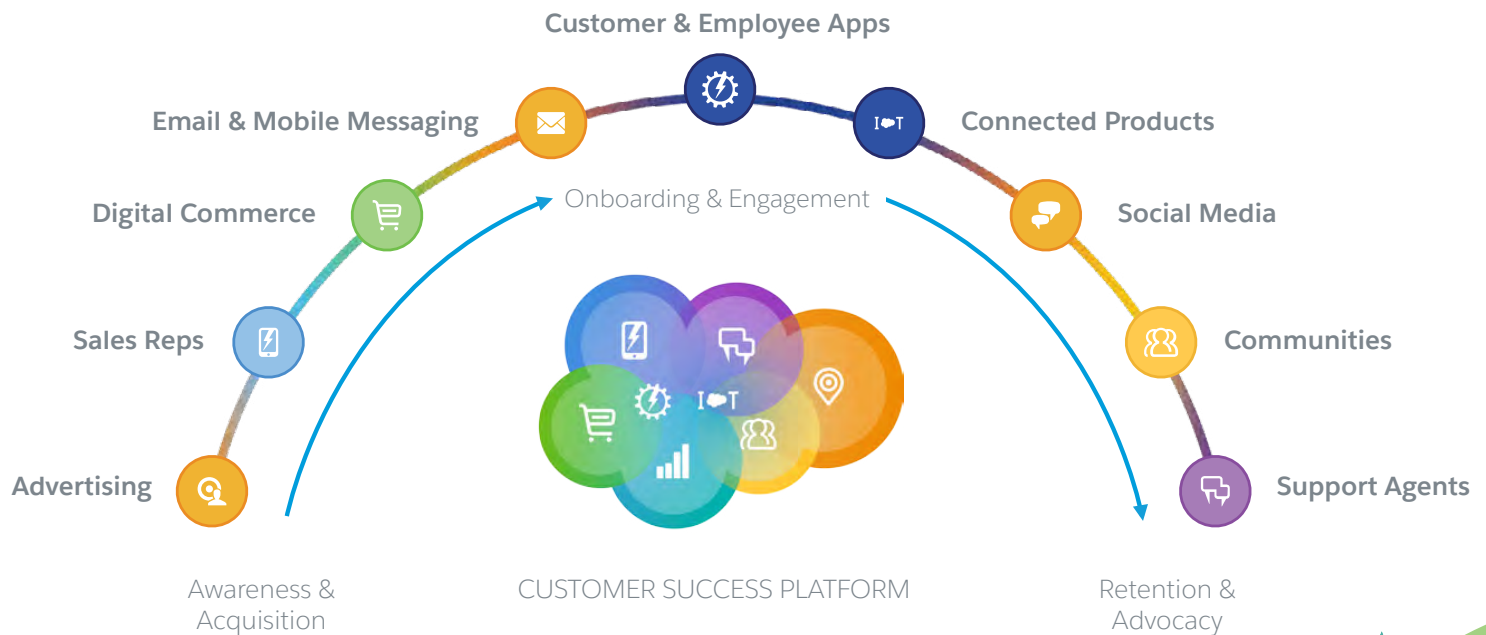 Customer & Employee Apps
Email & Mobile Messaging
I T
Connected Products
Digital Commerce
Onboarding & Engagement
Social Media
Sales Reps
Communities
I T
Advertising
Support Agents
Awareness &
Acquisition
CUSTOMER SUCCESS PLATFORM
Retention &
Advocacy